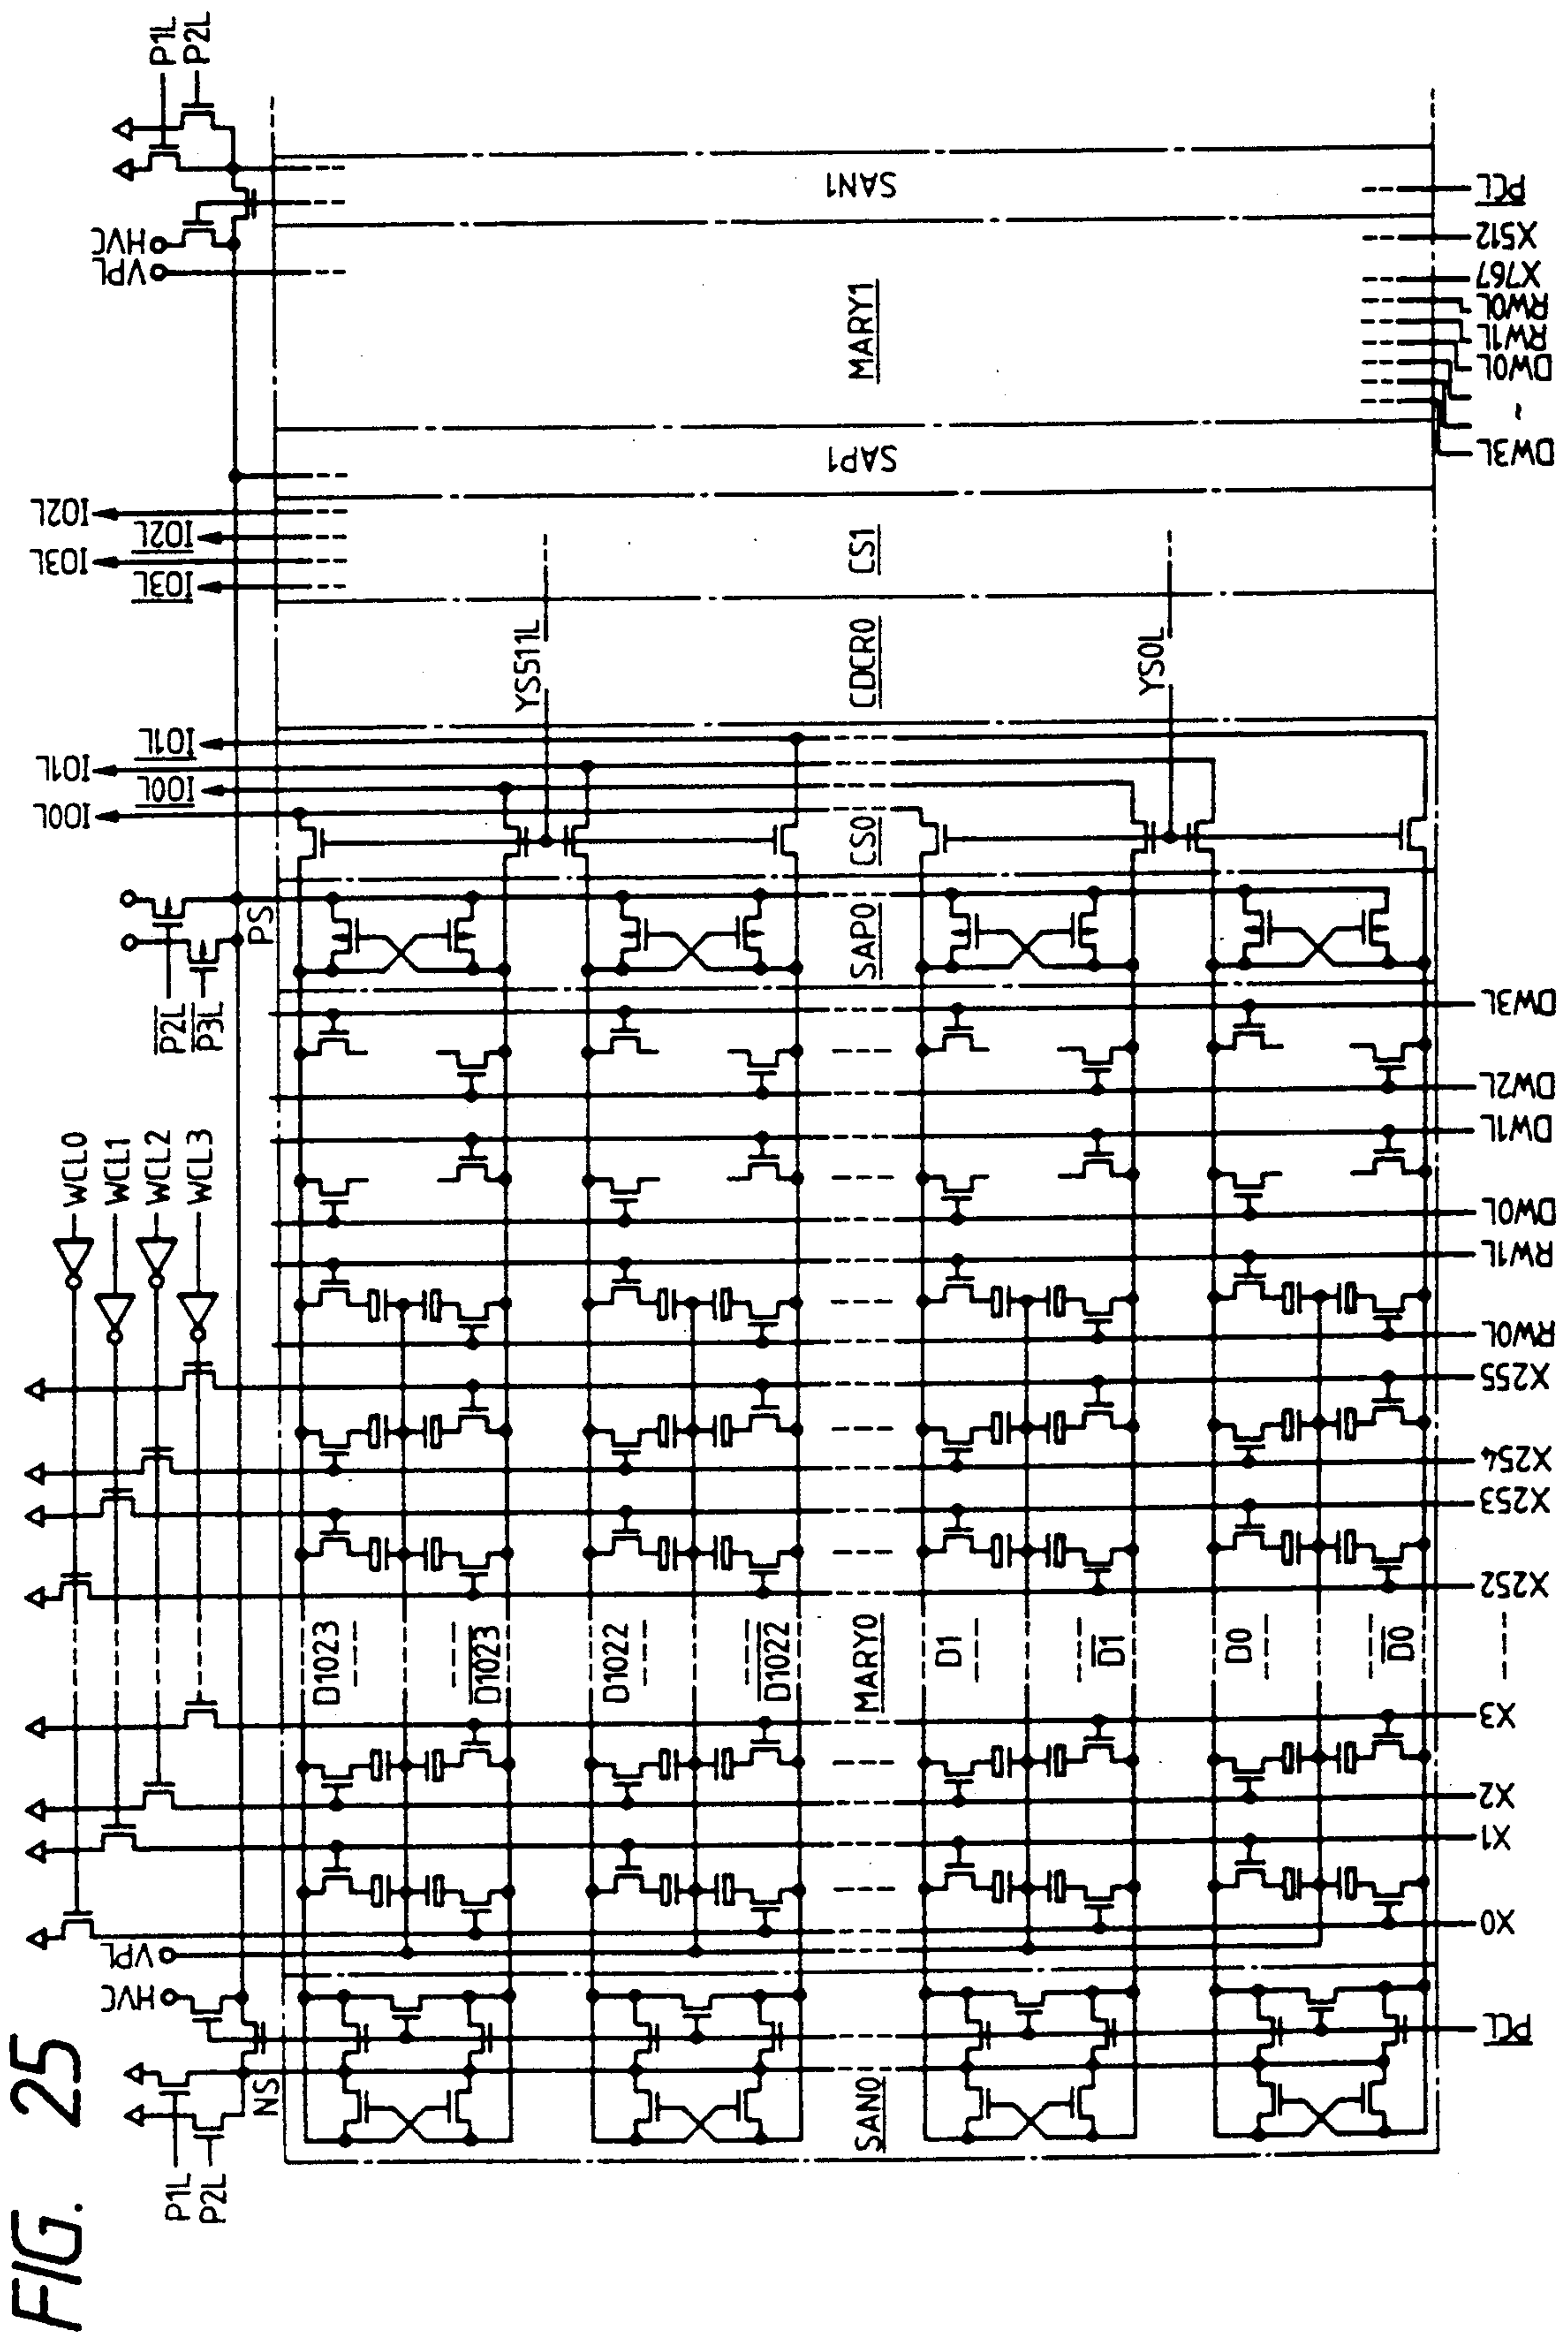 FIG. 25
P1L
P2L
NS
HVC
VPL
WCL0
WCL1
WCL2
WCL3
P2L
P3L
PS
IO0L
IO0L
IO1L
IO1L
IO3L
IO3L
IO2L
IO2L
VPL
HVC
P1L
P2L
SAN0
MARY0
SAP0
CS0
CDCR0
CS1
SAP1
MARY1
SAN1
D1023
D1023
D1022
D1022
D1
D1
D0
D0
YS511L
YS0L
PCL
X0
X1
X2
X3
X252
X253
X254
X255
RW0L
RW1L
DW0L
DW1L
DW2L
DW3L
DW3L
~
DW0L
RW1L
RW0L
X767
X512
PCL